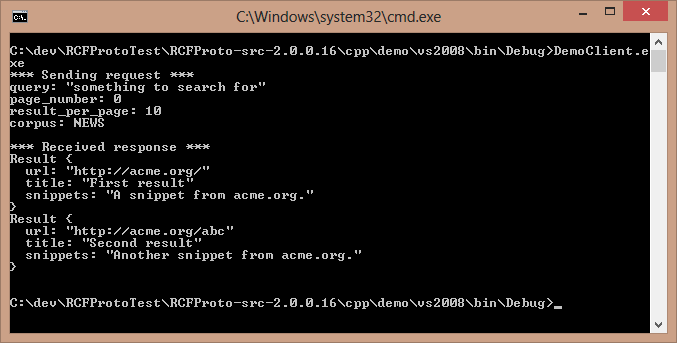 C:\Windows\system32\cmd.exe
C:\dev\RCFProtoTest\RCFProto-src-2.0.0.16\cpp\demo\vs2008\bin\Debug>DemoClient.e
xe
*** Sending request ***
query: "something to search for"
page_number: 0
result_per_page: 10
corpus: NEWS
*** Received response ***
Result {
  url: "http://acme.org/"
  title: "First result"
  snippets: "A snippet from acme.org."
}
Result {
  url: "http://acme.org/abc"
  title: "Second result"
  snippets: "Another snippet from acme.org."
}
C:\dev\RCFProtoTest\RCFProto-src-2.0.0.16\cpp\demo\vs2008\bin\Debug>_